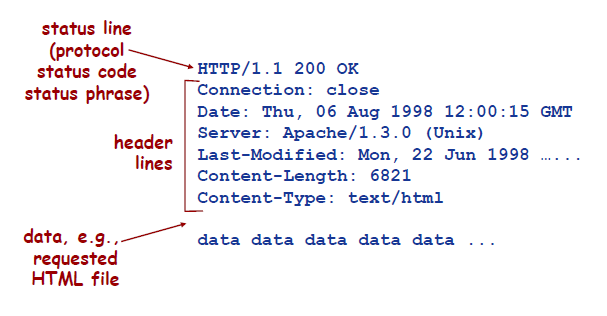 status line
(protocol
status code
status phrase)
HTTP/1.1 200 OK
Connection: close
Date: Thu, 06 Aug 1998 12:00:15 GMT
Server: Apache/1.3.0 (Unix)
Last-Modified: Mon, 22 Jun 1998 …...
Content-Length: 6821
Content-Type: text/html
header
lines
data, e.g.,
requested
HTML file
data data data data data ...